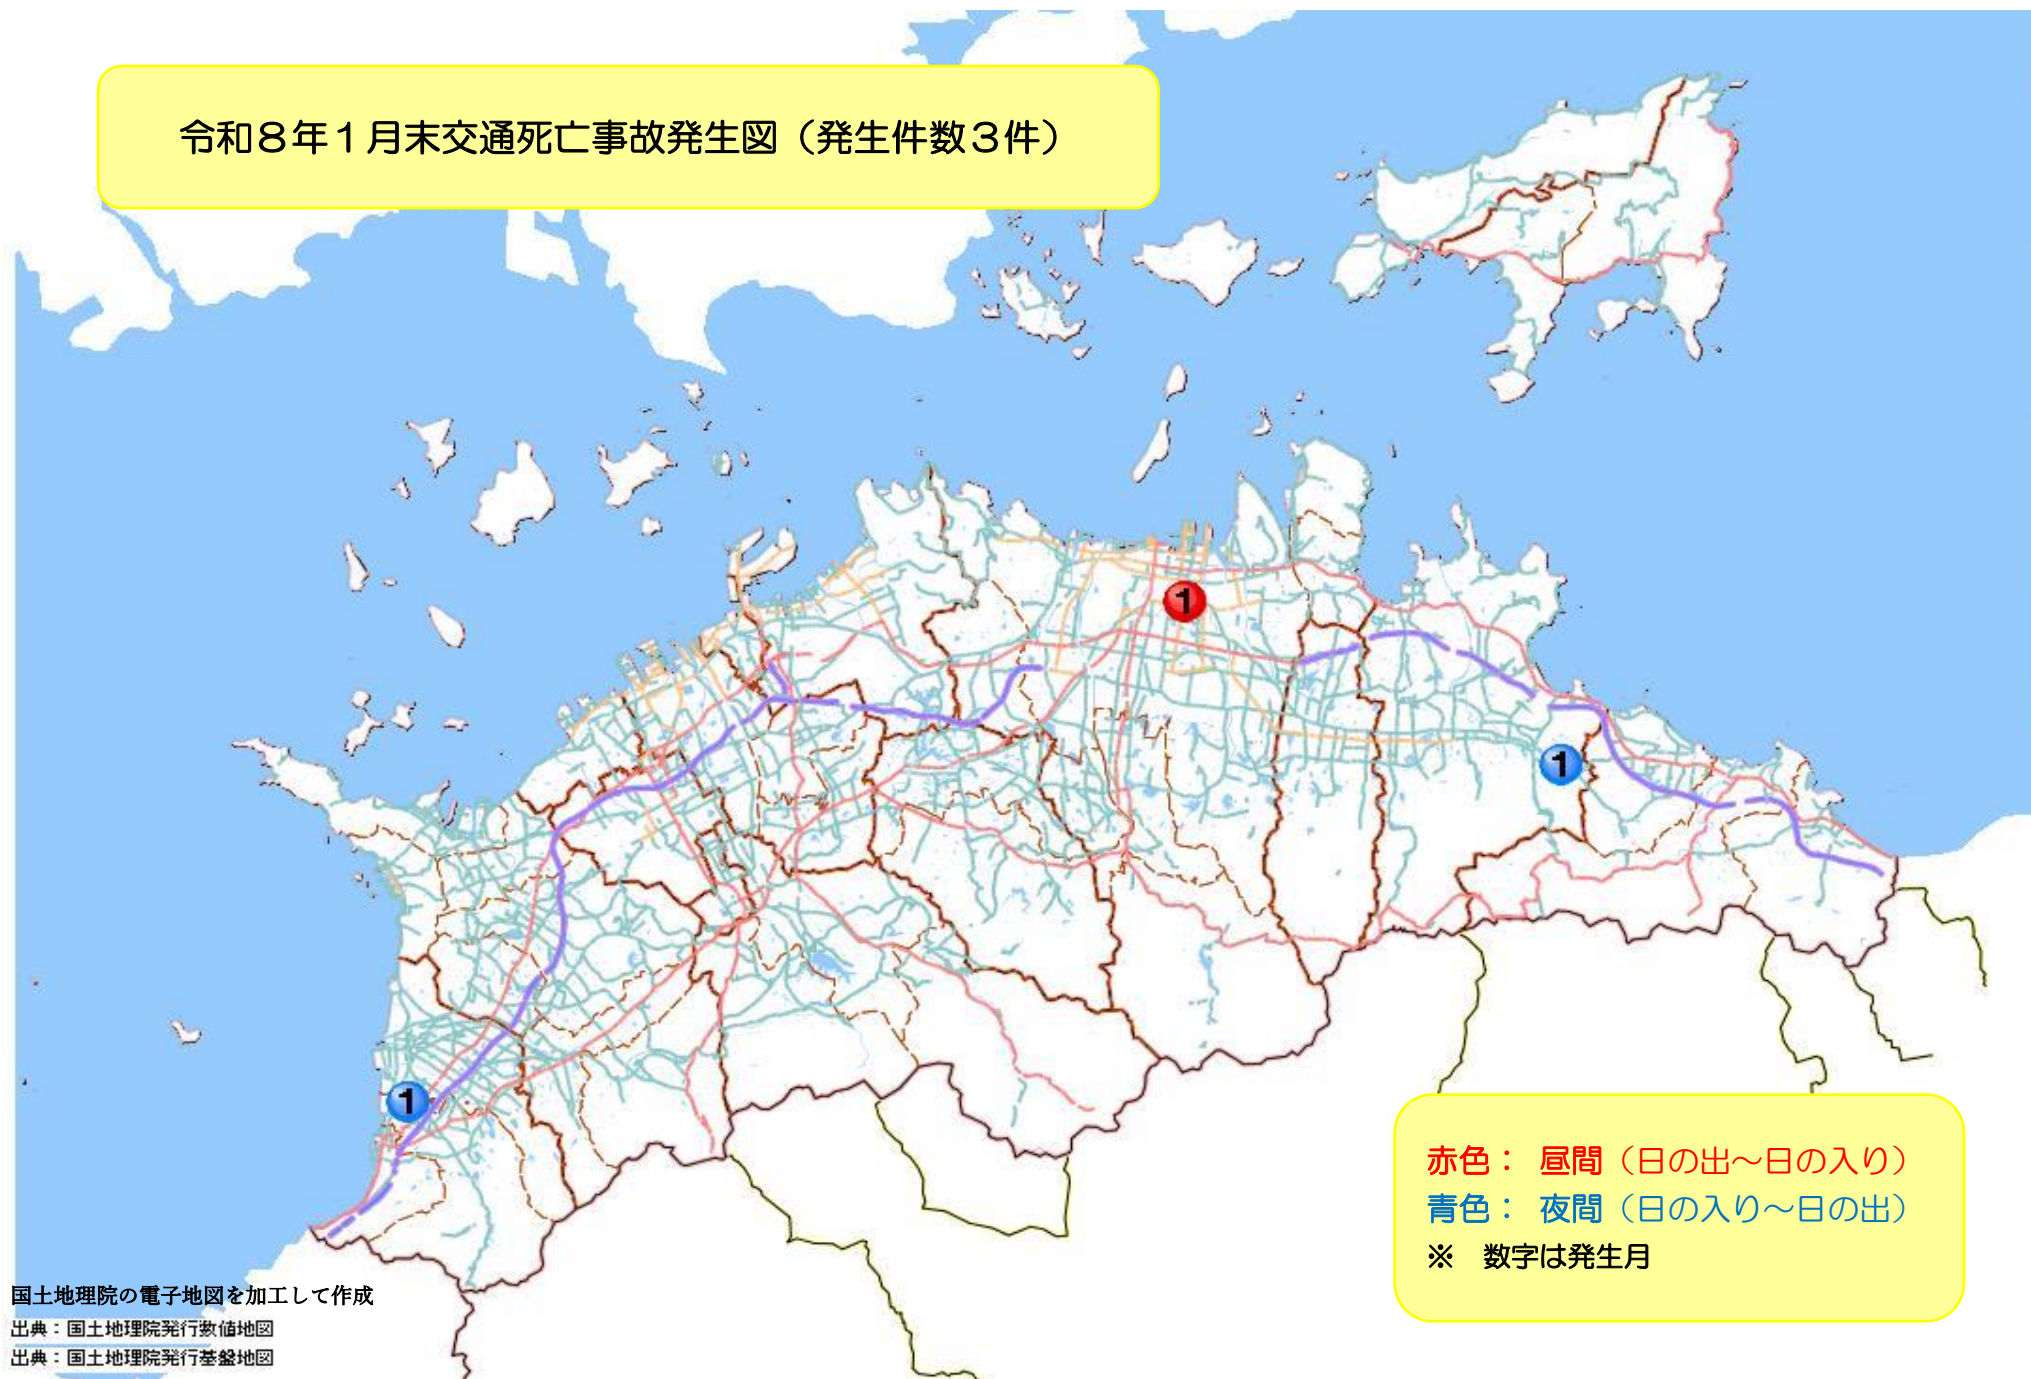 令和８年１月末交通死亡事故発生図（発生件数３件）
1
1
1
赤色： 昼間（日の出～日の入り）
青色： 夜間（日の入り～日の出）
※　数字は発生月
国土地理院の電子地図を加工して作成
出典：国土地理院発行数値地図
出典：国土地理院発行基盤地図